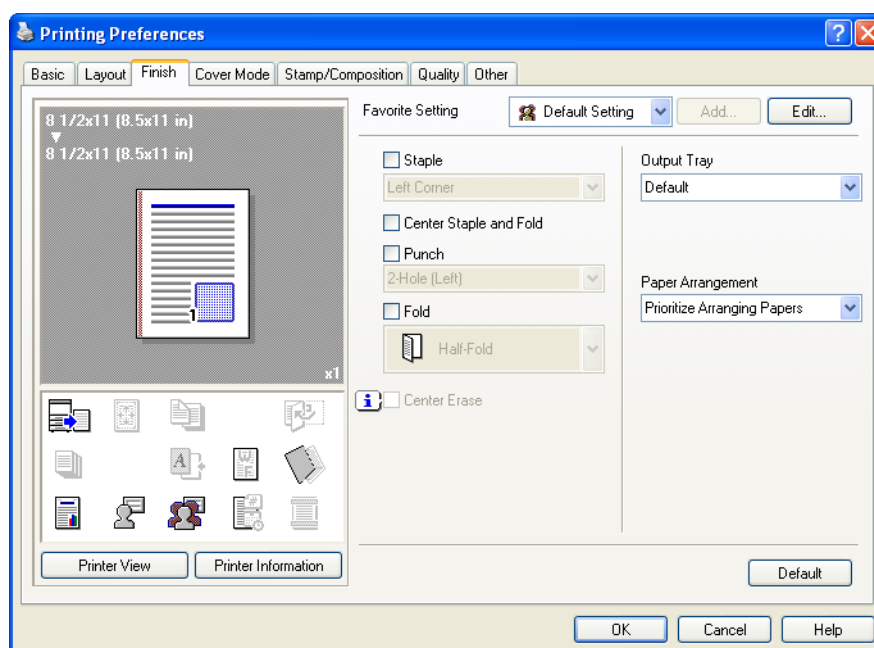 Printing Preferences
Basic Layout Finish Cover Mode Stamp/Composition Quality Other
8 1/2x11 (8.5x11 in)
8 1/2x11 (8.5x11 in)
1
x1
Printer View Printer Information
Favorite Setting Default Setting Add... Edit...
Staple
Left Corner
Center Staple and Fold
Punch
2-Hole (Left)
Fold
Half-Fold
Center Erase
Output Tray
Default
Paper Arrangement
Prioritize Arranging Papers
Default
OK Cancel Help